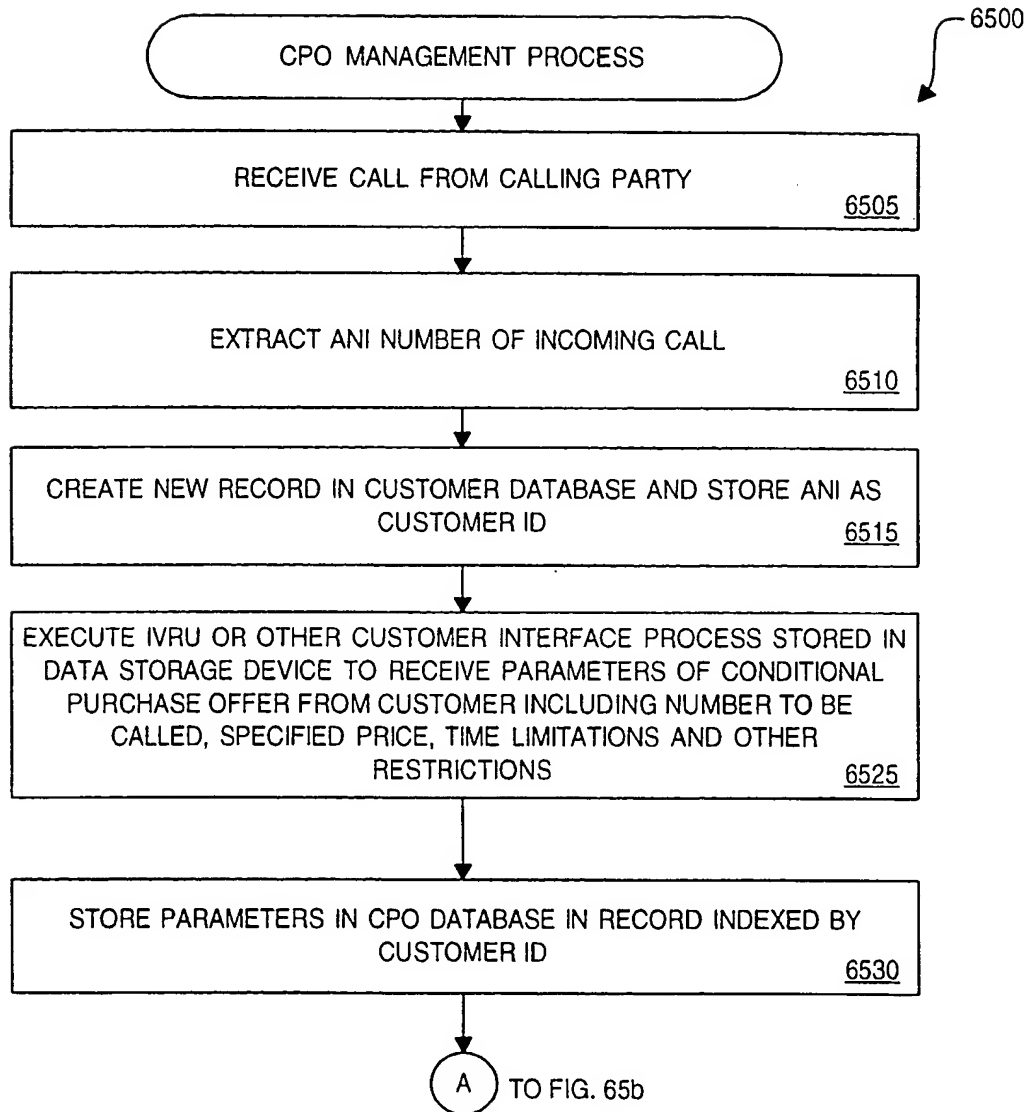 6500
CPO MANAGEMENT PROCESS
RECEIVE CALL FROM CALLING PARTY
6505
EXTRACT ANI NUMBER OF INCOMING CALL
6510
CREATE NEW RECORD IN CUSTOMER DATABASE AND STORE ANI AS
CUSTOMER ID
6515
EXECUTE IVRU OR OTHER CUSTOMER INTERFACE PROCESS STORED IN
DATA STORAGE DEVICE TO RECEIVE PARAMETERS OF CONDITIONAL
PURCHASE OFFER FROM CUSTOMER INCLUDING NUMBER TO BE
CALLED, SPECIFIED PRICE, TIME LIMITATIONS AND OTHER
RESTRICTIONS
6525
STORE PARAMETERS IN CPO DATABASE IN RECORD INDEXED BY
CUSTOMER ID
6530
A TO FIG. 65b